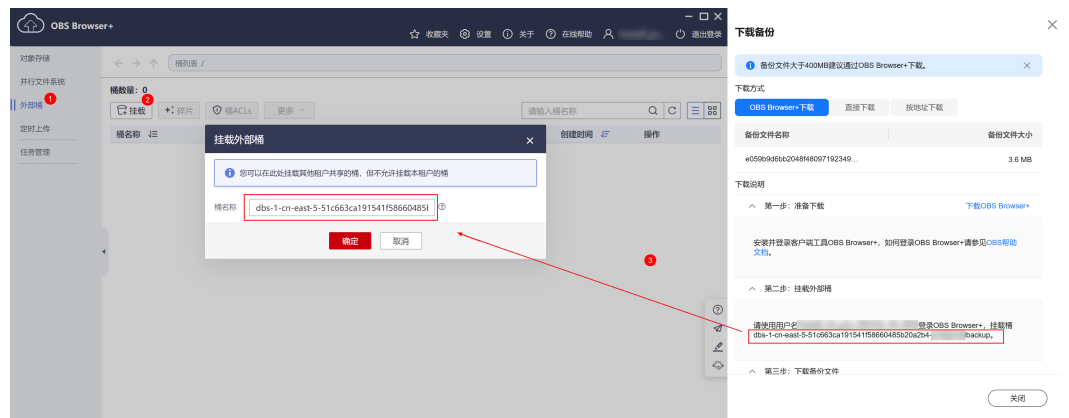 OBS Browser+
收藏夹 设置 关于 在线帮助 退出登录
对象存储
并行文件系统
外部桶 1
定时上传
任务管理
桶列表 /
桶数量：0
挂载 2 碎片 桶ACLs 更多
请输入桶名称
桶名称 创建时间 操作
挂载外部桶
您可以在此处挂载其他租户共享的桶，但不允许挂载本租户的桶
桶名称 dbs-1-cn-east-5-51c663ca191541f58660485
确定 取消
3
下载备份
备份文件大于400MB建议通过OBS Browser+下载。
下载方式
OBS Browser+下载 直接下载 按地址下载
备份文件名称 备份文件大小
e059b9d6bb2048f48097192349... 3.6 MB
下载说明
第一步：准备下载 下载OBS Browser+
安装并登录客户端工具OBS Browser+，如何登录OBS Browser+请参见OBS帮助
文档。
第二步：挂载外部桶
请使用用户名 登录OBS Browser+，挂载桶
dbs-1-cn-east-5-51c663ca191541f58660485b20a2b4- backup。
第三步：下载备份文件
关闭